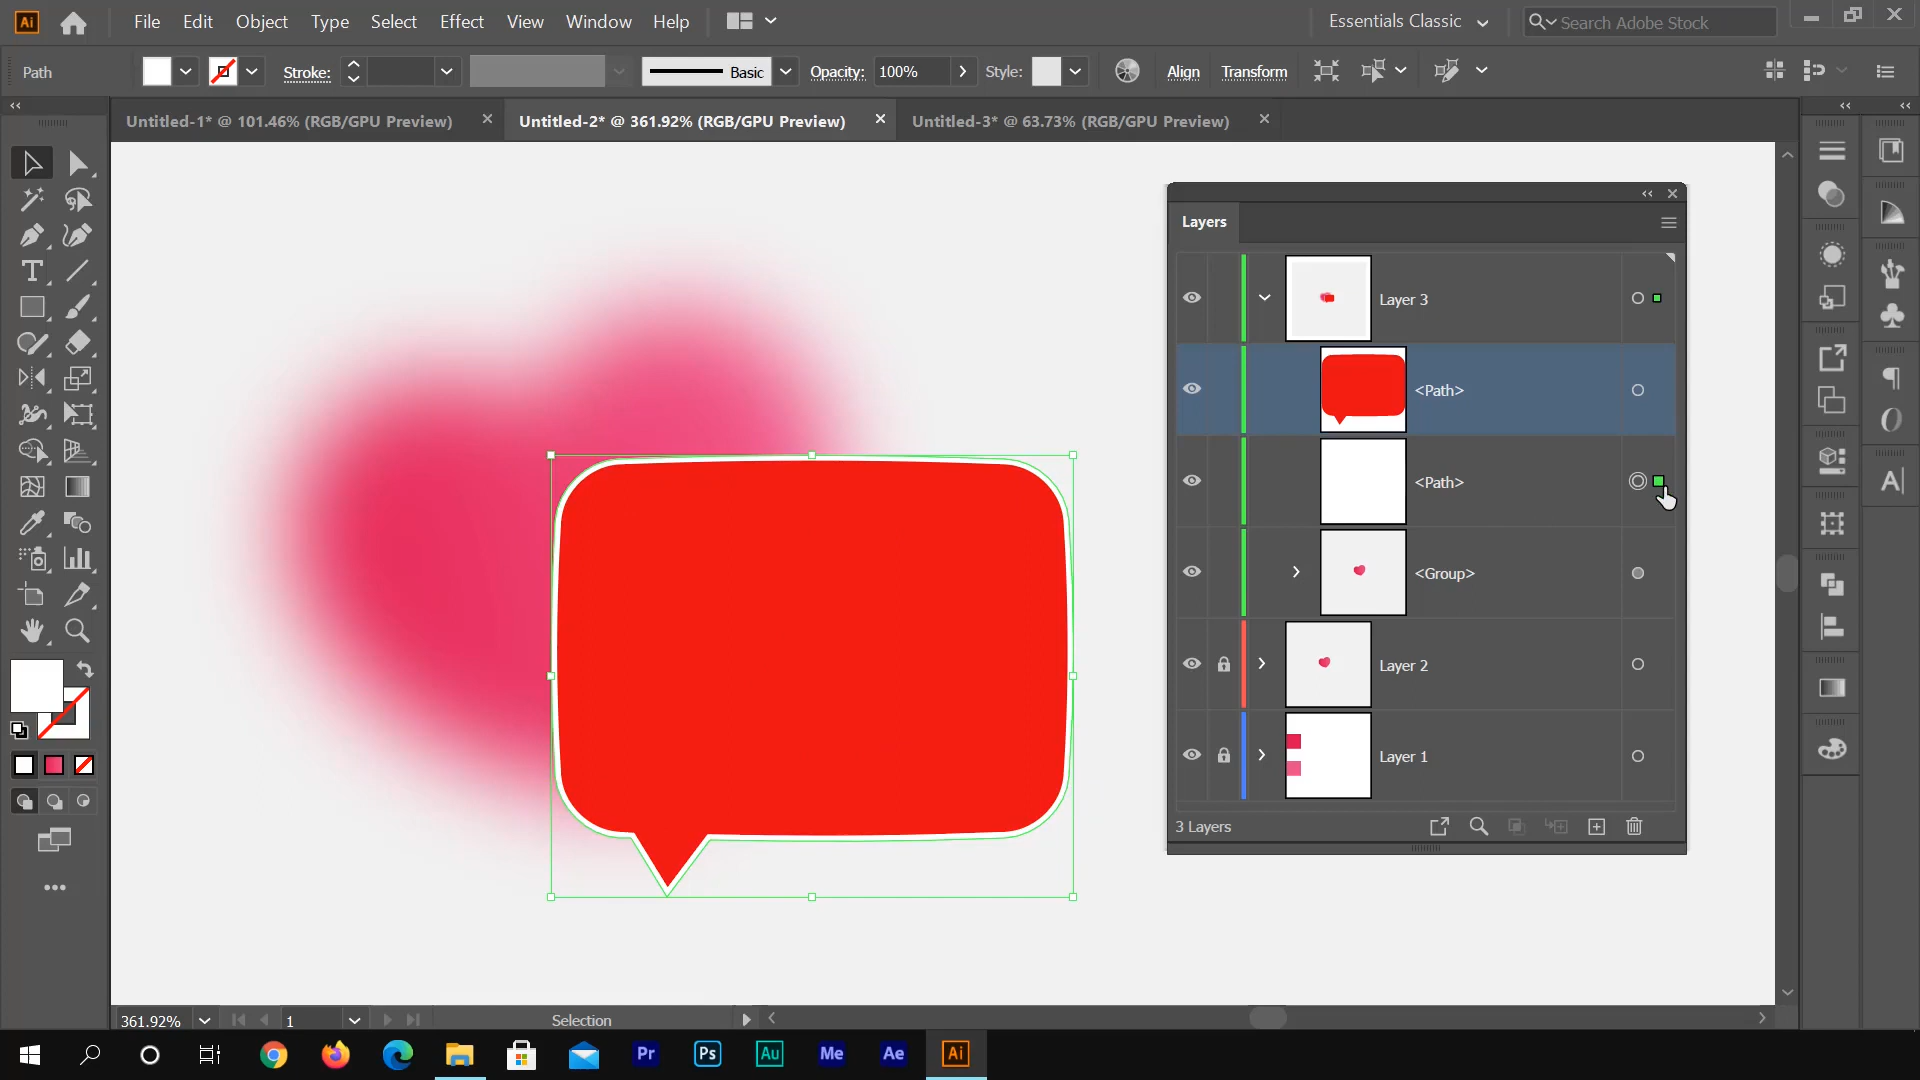 Ai File Edit Object Type Select Effect View Window Help Essentials Classic Search Adobe Stock
Path Stroke: Basic Opacity: 100% Style: Align Transform
Untitled-1* @ 101.46% (RGB/GPU Preview) Untitled-2* @ 361.92% (RGB/GPU Preview) Untitled-3* @ 63.73% (RGB/GPU Preview)
Layers
Layer 3
<Path>
<Path>
<Group>
Layer 2
Layer 1
3 Layers
361.92% 1 Selection
Pr Ps Au Me Ae Ai